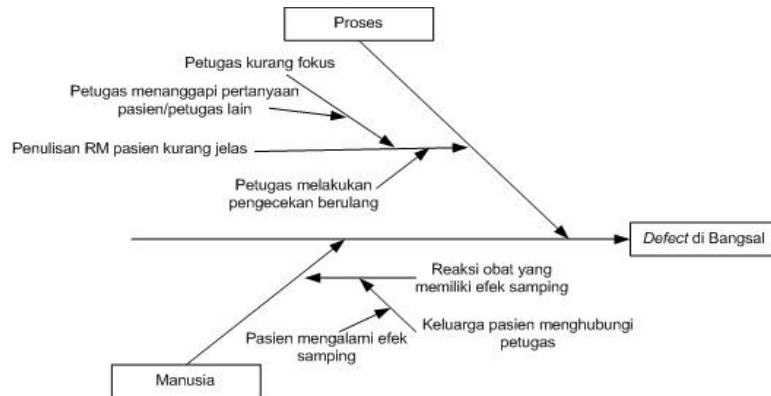 Proses
Petugas kurang fokus
Petugas menanggapi pertanyaan
pasien/petugas lain
Penulisan RM pasien kurang jelas
Petugas melakukan
pengecekan berulang
Defect di Bangsal
Reaksi obat yang
memiliki efek samping
Keluarga pasien menghubungi
petugas
Pasien mengalami efek
samping
Manusia